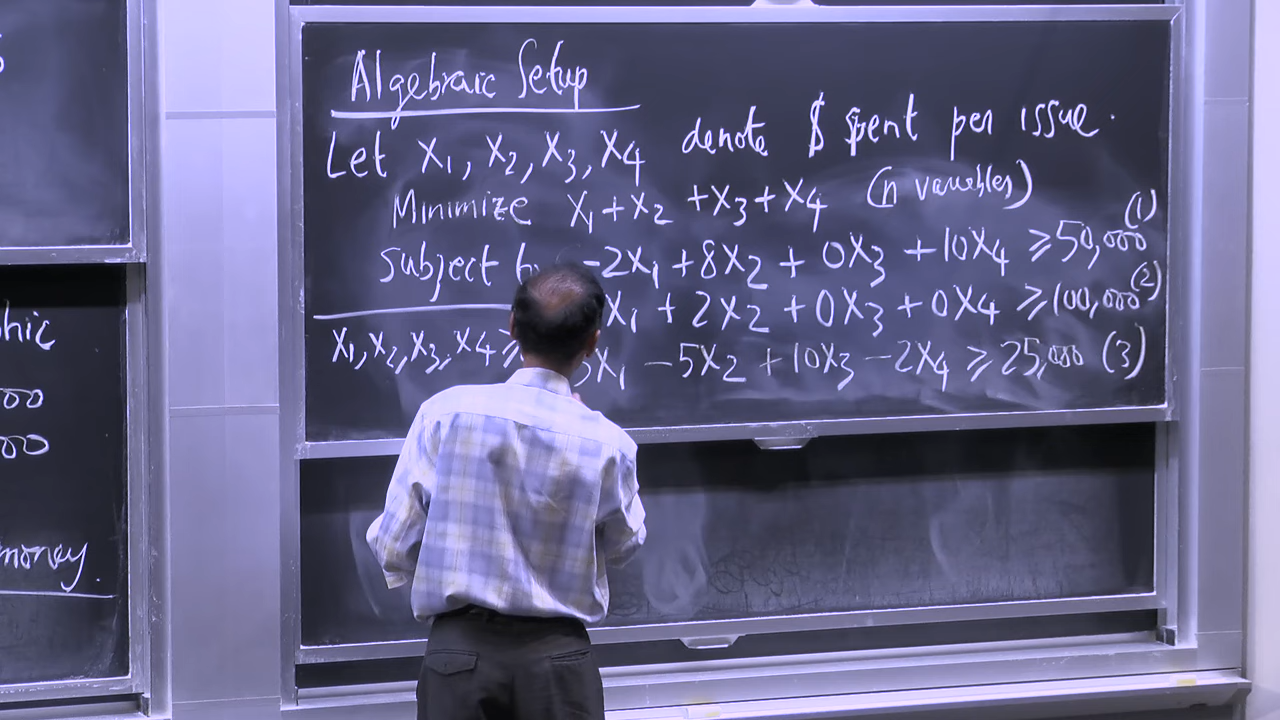 Algebraic Setup
Let X₁, X₂, X₃, X₄ denote $ spent per issue.
Minimize X₁ + X₂ + X₃ + X₄ (n variables)
Subject to -2X₁ + 8X₂ + 0X₃ + 10X₄ ≥ 50,000 (1)
X₁ + 2X₂ + 0X₃ + 0X₄ ≥ 100,000 (2)
X₁, X₂, X₃, X₄ ≥ 3X₁ - 5X₂ + 10X₃ - 2X₄ ≥ 25,000 (3)
hic
00
00
money.